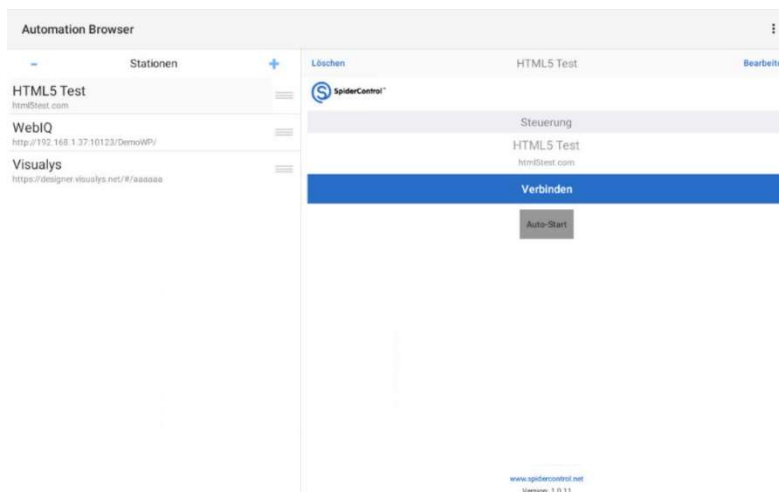 Automation Browser
- Stationen +
HTML5 Test
html5test.com
WebIQ
http://192.168.1.37:10123/DemoWP/
Visualys
https://designer.visualys.net/#/aaaaaa
Löschen HTML5 Test Bearbeite
SpiderControl™
Steuerung
HTML5 Test
html5test.com
Verbinden
Auto-Start
www.spidercontrol.net
Version: 1.0.11